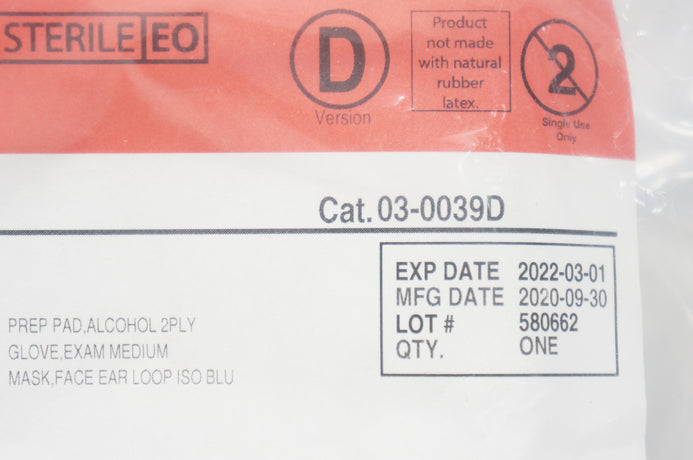 STERILE EO
D
Version
Product
not made
with natural
rubber
latex.
2
Single Use
Only
Cat. 03-0039D
EXP DATE 2022-03-01
MFG DATE 2020-09-30
LOT # 580662
QTY. ONE
PREP PAD,ALCOHOL 2PLY
GLOVE,EXAM MEDIUM
MASK,FACE EAR LOOP ISO BLU